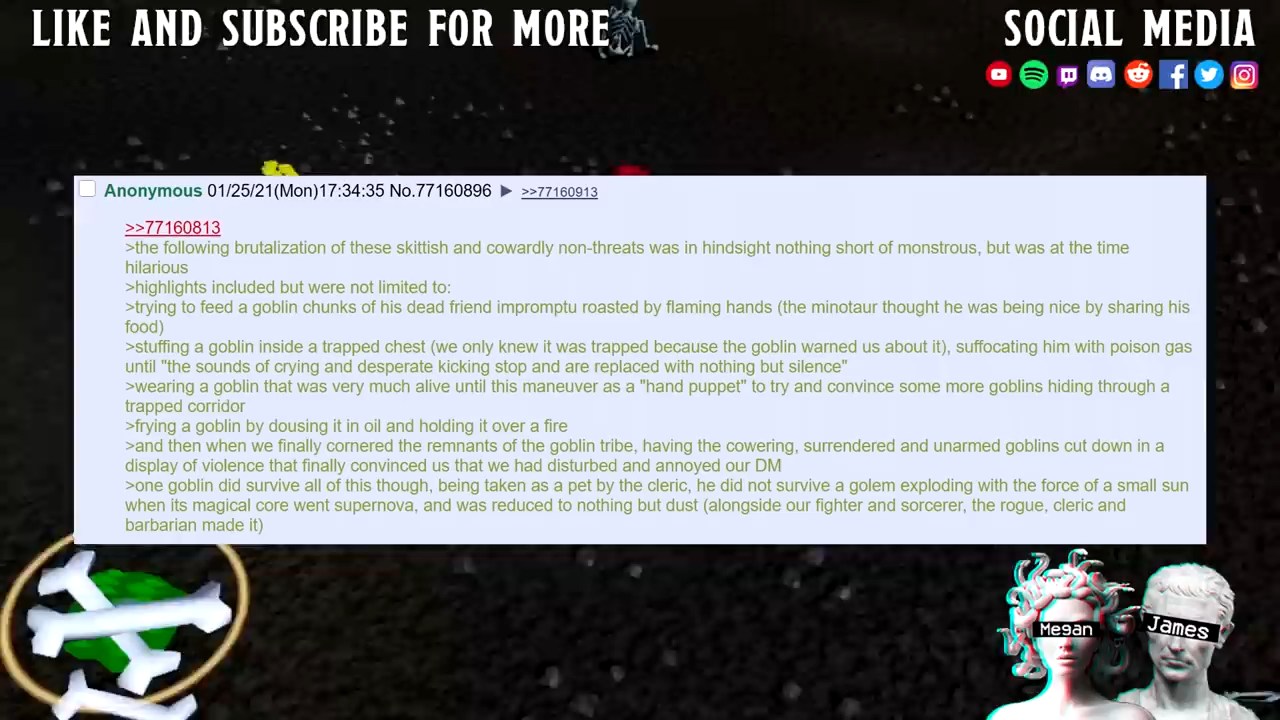 LIKE AND SUBSCRIBE FOR MORE
SOCIAL MEDIA
Anonymous 01/25/21(Mon)17:34:35 No.77160896 ▶ >>77160913
>>77160813
>the following brutalization of these skittish and cowardly non-threats was in hindsight nothing short of monstrous, but was at the time
hilarious
>highlights included but were not limited to:
>trying to feed a goblin chunks of his dead friend impromptu roasted by flaming hands (the minotaur thought he was being nice by sharing his
food)
>stuffing a goblin inside a trapped chest (we only knew it was trapped because the goblin warned us about it), suffocating him with poison gas
until "the sounds of crying and desperate kicking stop and are replaced with nothing but silence"
>wearing a goblin that was very much alive until this maneuver as a "hand puppet" to try and convince some more goblins hiding through a
trapped corridor
>frying a goblin by dousing it in oil and holding it over a fire
>and then when we finally cornered the remnants of the goblin tribe, having the cowering, surrendered and unarmed goblins cut down in a
display of violence that finally convinced us that we had disturbed and annoyed our DM
>one goblin did survive all of this though, being taken as a pet by the cleric, he did not survive a golem exploding with the force of a small sun
when its magical core went supernova, and was reduced to nothing but dust (alongside our fighter and sorcerer, the rogue, cleric and
barbarian made it)
Megan
James